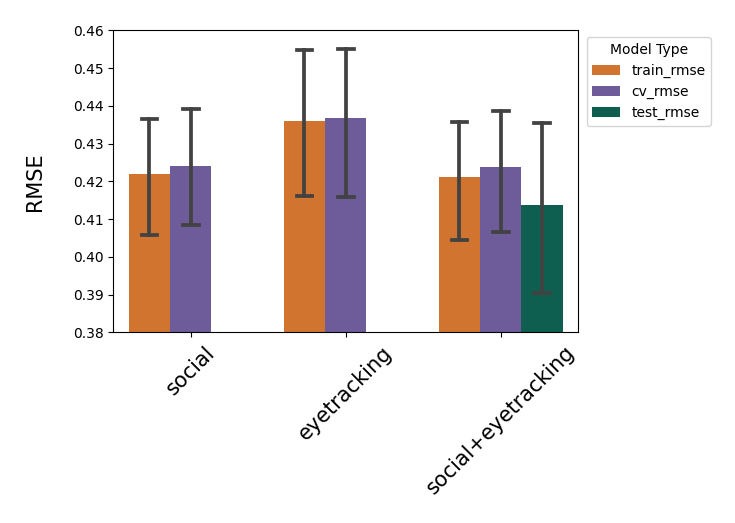 0.46
0.45
0.44
0.43
0.42
0.41
0.40
0.39
0.38
RMSE
social
eyetracking
social+eyetracking
Model Type
train_rmse
cv_rmse
test_rmse